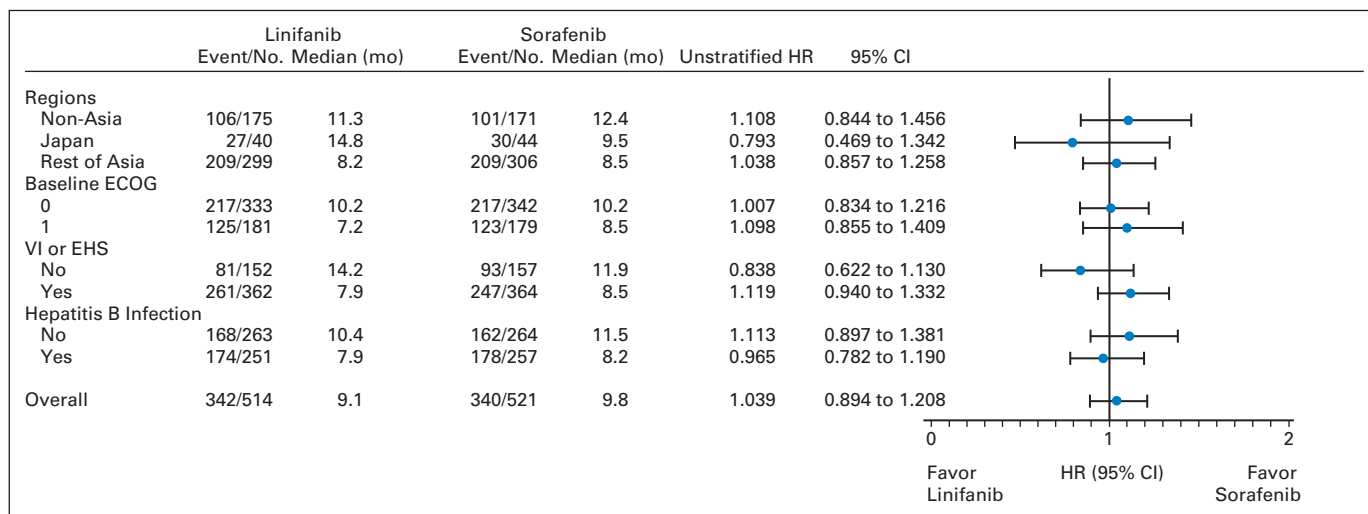 Linifanib Sorafenib
Event/No. Median (mo) Event/No. Median (mo) Unstratified HR 95% CI
Regions
Non-Asia 106/175 11.3 101/171 12.4 1.108 0.844 to 1.456
Japan 27/40 14.8 30/44 9.5 0.793 0.469 to 1.342
Rest of Asia 209/299 8.2 209/306 8.5 1.038 0.857 to 1.258
Baseline ECOG
0 217/333 10.2 217/342 10.2 1.007 0.834 to 1.216
1 125/181 7.2 123/179 8.5 1.098 0.855 to 1.409
VI or EHS
No 81/152 14.2 93/157 11.9 0.838 0.622 to 1.130
Yes 261/362 7.9 247/364 8.5 1.119 0.940 to 1.332
Hepatitis B Infection
No 168/263 10.4 162/264 11.5 1.113 0.897 to 1.381
Yes 174/251 7.9 178/257 8.2 0.965 0.782 to 1.190
Overall 342/514 9.1 340/521 9.8 1.039 0.894 to 1.208
0 1 2
Favor HR (95% CI) Favor
Linifanib Sorafenib